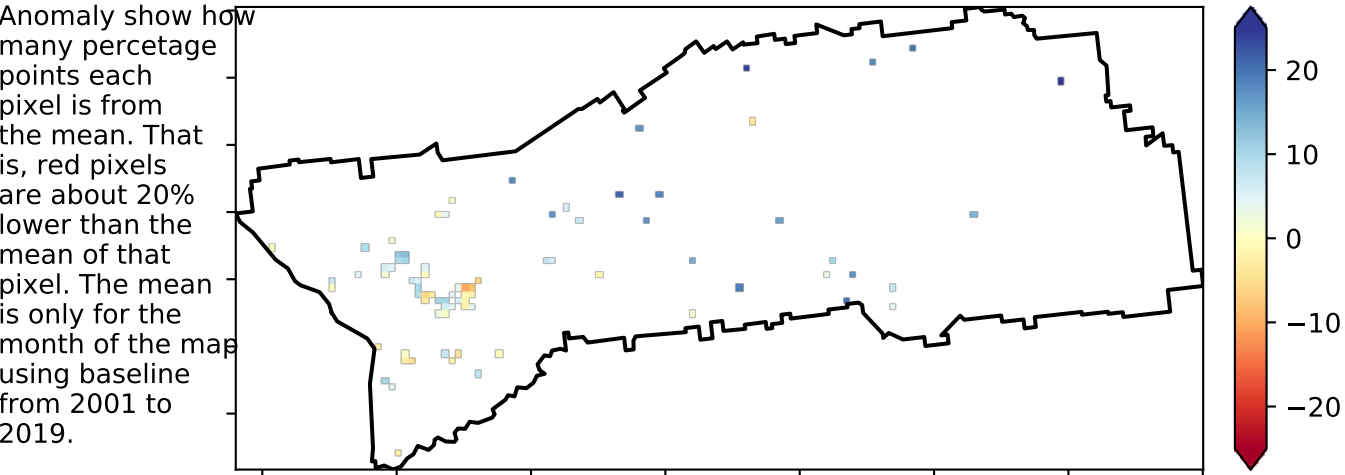 Anomaly show how
many percetage
points each
pixel is from
the mean. That
is, red pixels
are about 20%
lower than the
mean of that
pixel. The mean
is only for the
month of the map
using baseline
from 2001 to
2019.
20
10
0
−10
−20